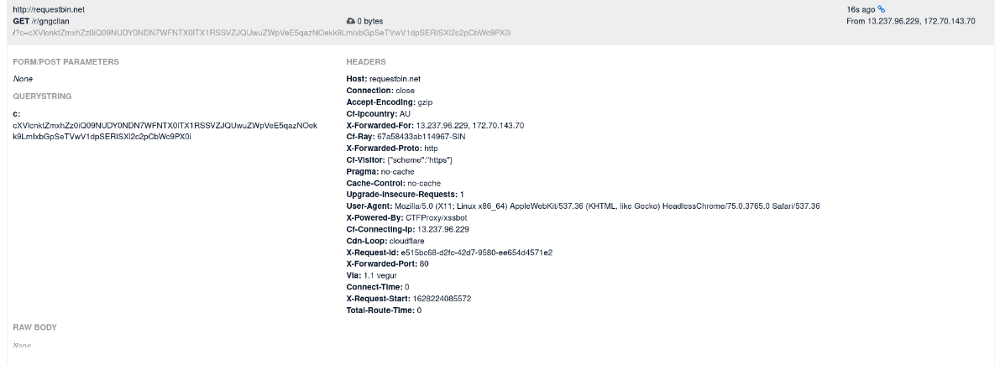 http://requestbin.net
16s ago
GET /r/gngcllan
0 bytes
From 13.237.96.229, 172.70.143.70
FORM/POST PARAMETERS
None
QUERYSTRING
c:
HEADERS
Host: requestbin.net
Connection: close
Accept-Encoding: gzip
Cf-Ipcountry: AU
X-Forwarded-For: 13.237.96.229, 172.70.143.70
Cf-Ray: 67a58433ab114967-SIN
X-Forwarded-Proto: http
Cf-Visitor: {"scheme":"https"}
Pragma: no-cache
Cache-Control: no-cache
Upgrade-Insecure-Requests: 1
User-Agent: Mozilla/5.0 (X11; Linux x86_64) AppleWebKit/537.36 (KHTML, like Gecko) HeadlessChrome/75.0.3765.0 Safari/537.36
X-Powered-By: CTFProxy/xssbot
Cf-Connecting-Ip: 13.237.96.229
Cdn-Loop: cloudflare
X-Request-Id: e515bc68-d2fc-42d7-9580-ee654d4571e2
X-Forwarded-Port: 80
Via: 1.1 vegur
Connect-Time: 0
X-Request-Start: 1628224085572
Total-Route-Time: 0
RAW BODY
None